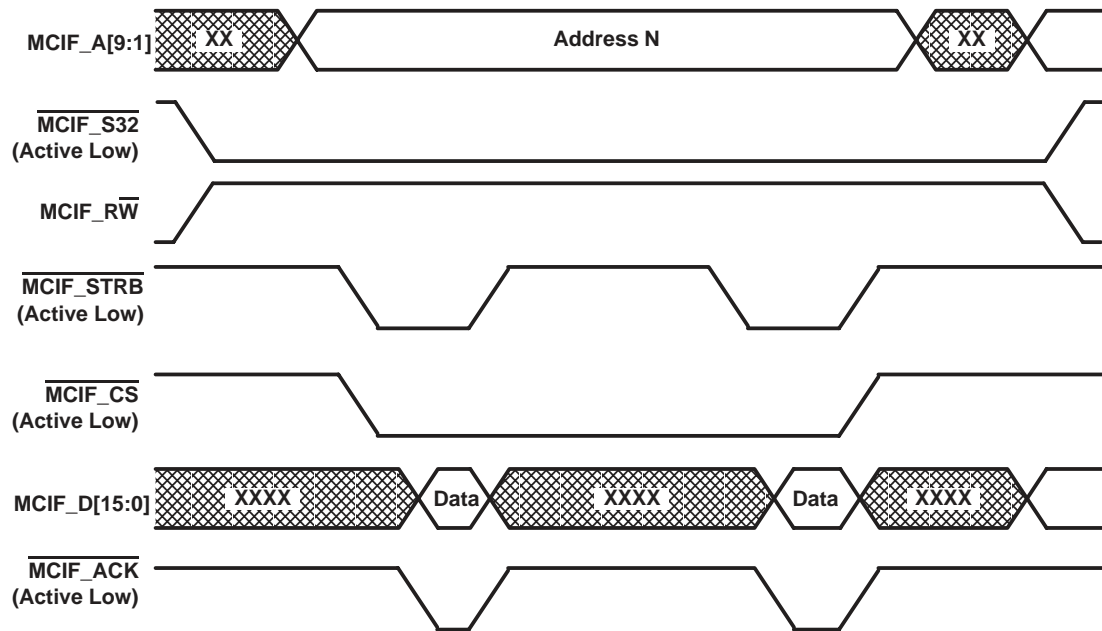 MCIF_A[9:1] XX Address N XX
MCIF_S32
(Active Low)
MCIF_RW
MCIF_STRB
(Active Low)
MCIF_CS
(Active Low)
MCIF_D[15:0] XXXX Data XXXX Data XXXX
MCIF_ACK
(Active Low)